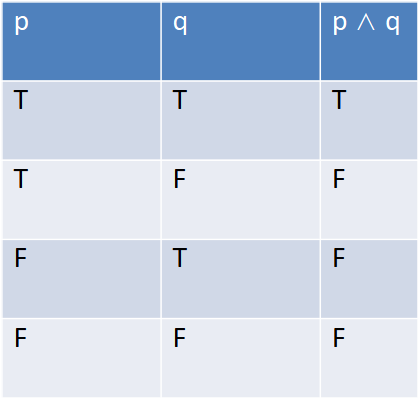 p q p ∧ q
T T T
T F F
F T F
F F F